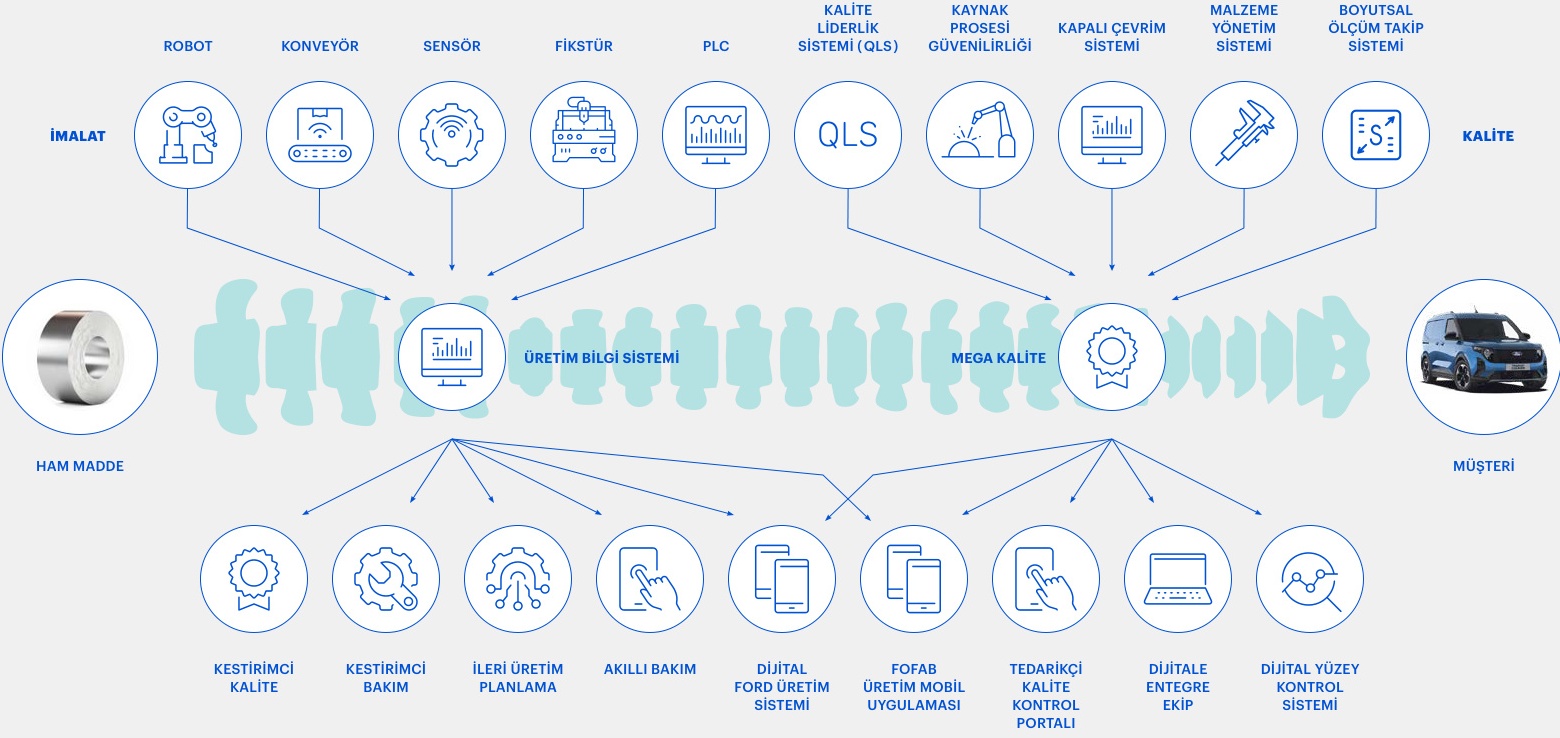 ROBOT
KONVEYÖR
SENSÖR
FİKSTÜR
PLC
KALİTE
LİDERLİK
SİSTEMİ (QLS)
KAYNAK
PROSESİ
GÜVENİLİRLİĞİ
KAPALI ÇEVRİM
SİSTEMİ
MALZEME
YÖNETİM
SİSTEMİ
BOYUTSAL
ÖLÇÜM TAKİP
SİSTEMİ
İMALAT
QLS
S
KALİTE
ÜRETİM BİLGİ SİSTEMİ
MEGA KALİTE
HAM MADDE
MÜŞTERİ
KESTİRİMCİ
KALİTE
KESTİRİMCİ
BAKIM
İLERİ ÜRETİM
PLANLAMA
AKILLI BAKIM
DİJİTAL
FORD ÜRETİM
SİSTEMİ
FOFAB
ÜRETİM MOBİL
UYGULAMASI
TEDARİKÇİ
KALİTE
KONTROL
PORTALI
DİJİTALE
ENTEGRE
EKİP
DİJİTAL YÜZEY
KONTROL
SİSTEMİ